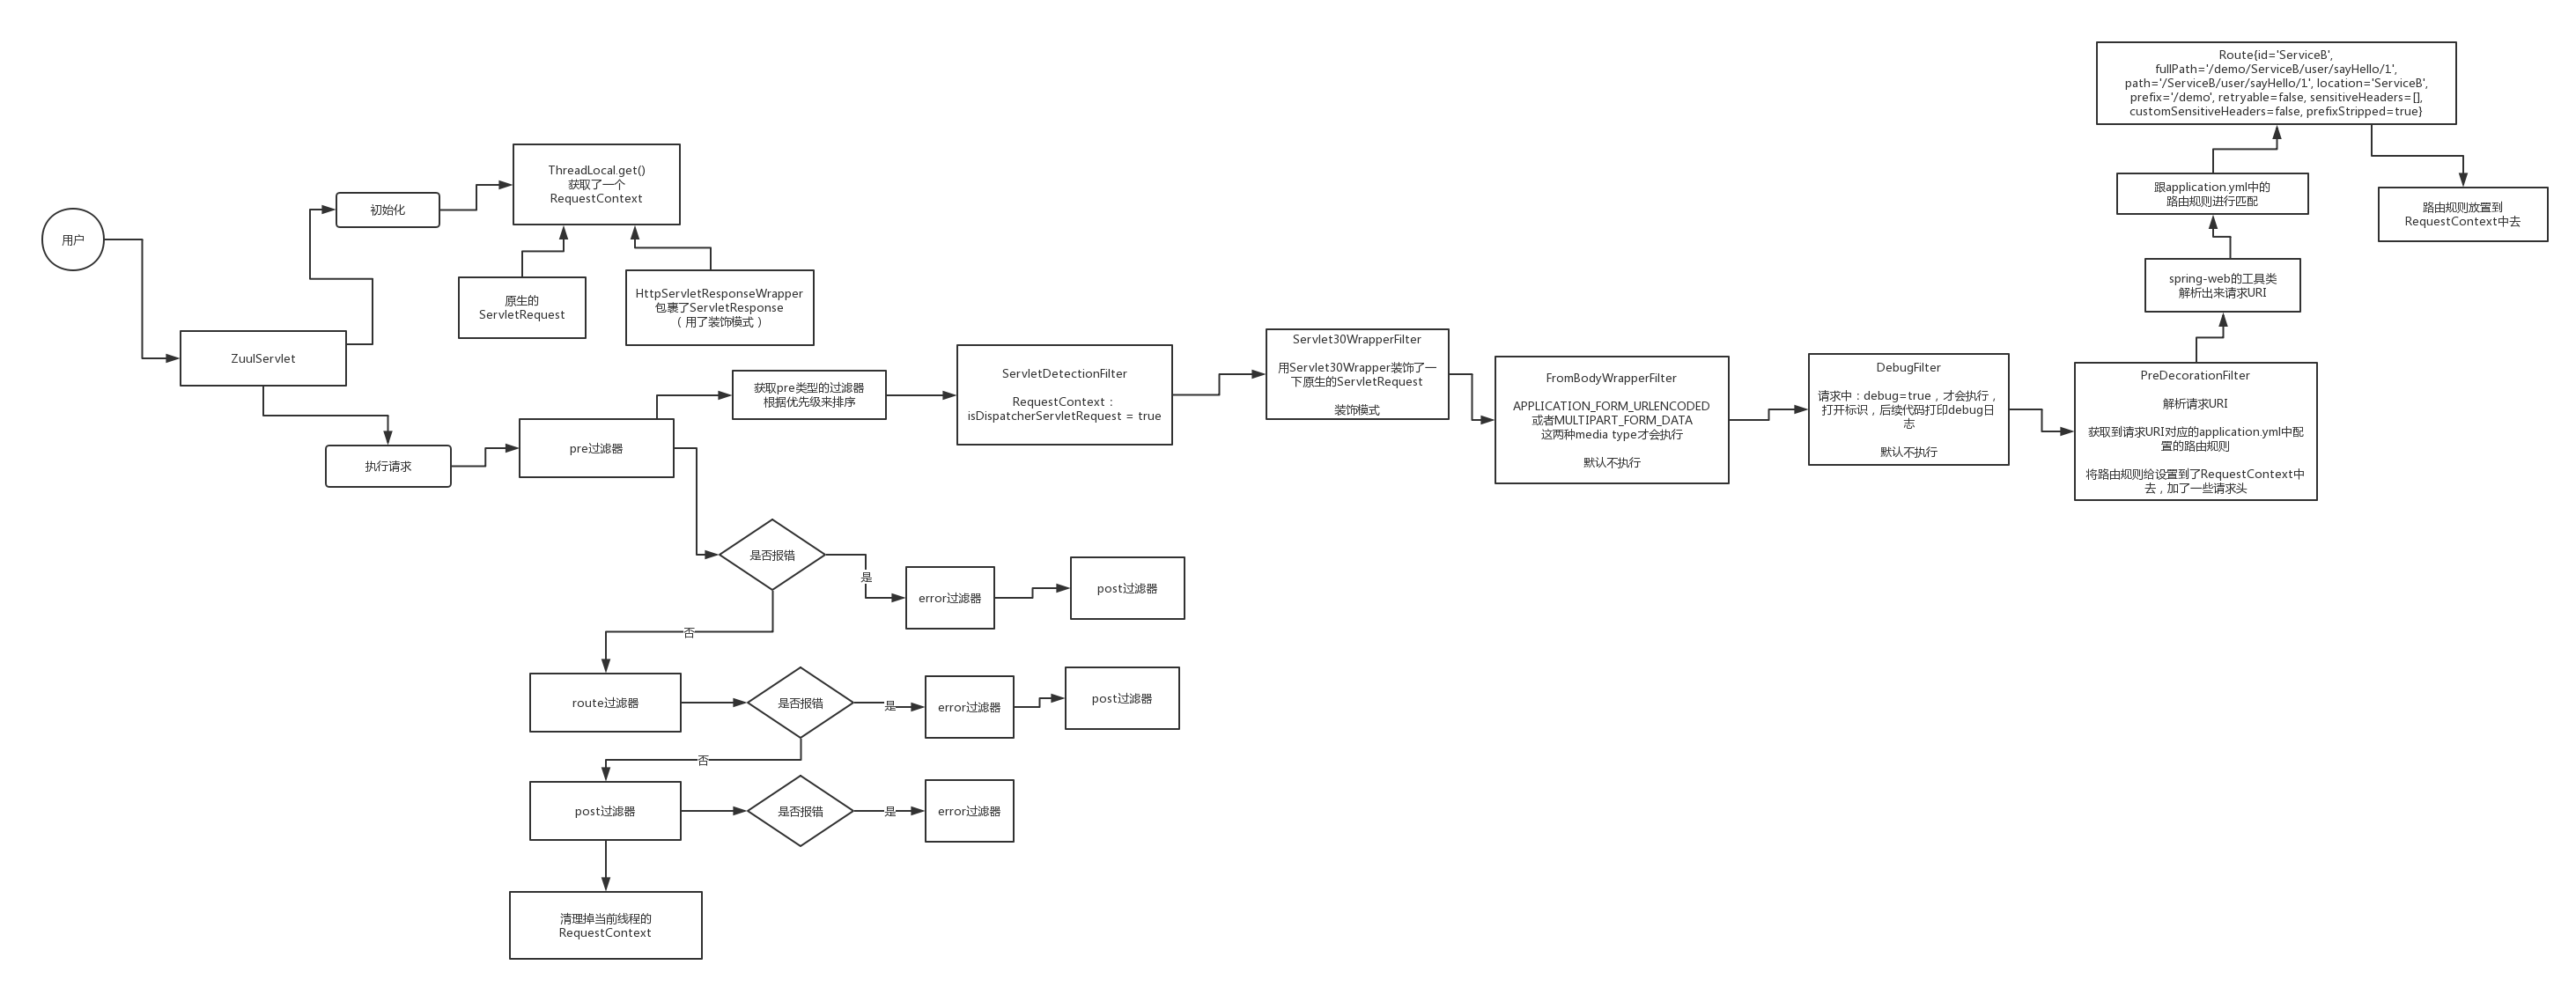 用户
ZuulServlet
初始化
ThreadLocal.get()
获取了一个
RequestContext
原生的
ServletRequest
HttpServletResponseWrapper
包裹了ServletResponse
（用了装饰模式）
执行请求
pre过滤器
获取pre类型的过滤器
根据优先级来排序
ServletDetectionFilter
RequestContext：
isDispatcherServletRequest = true
Servlet30WrapperFilter
用Servlet30Wrapper装饰了一
下原生的ServletRequest
装饰模式
FromBodyWrapperFilter
APPLICATION_FORM_URLENCODED
或者MULTIPART_FORM_DATA
这两种media type才会执行
默认不执行
DebugFilter
请求中：debug=true，才会执行，
打开标识，后续代码打印debug日
志
默认不执行
PreDecorationFilter
解析请求URI
获取到请求URI对应的application.yml中配
置的路由规则
将路由规则给设置到了RequestContext中
去，加了一些请求头
spring-web的工具类
解析出来请求URI
跟application.yml中的
路由规则进行匹配
Route{id='ServiceB',
fullPath='/demo/ServiceB/user/sayHello/1',
path='/ServiceB/user/sayHello/1', location='ServiceB',
prefix='/demo', retryable=false, sensitiveHeaders=[],
customSensitiveHeaders=false, prefixStripped=true}
路由规则放置到
RequestContext中去
是否报错
是
error过滤器
post过滤器
否
route过滤器
是否报错
是
error过滤器
post过滤器
否
post过滤器
是否报错
是
error过滤器
清理掉当前线程的
RequestContext